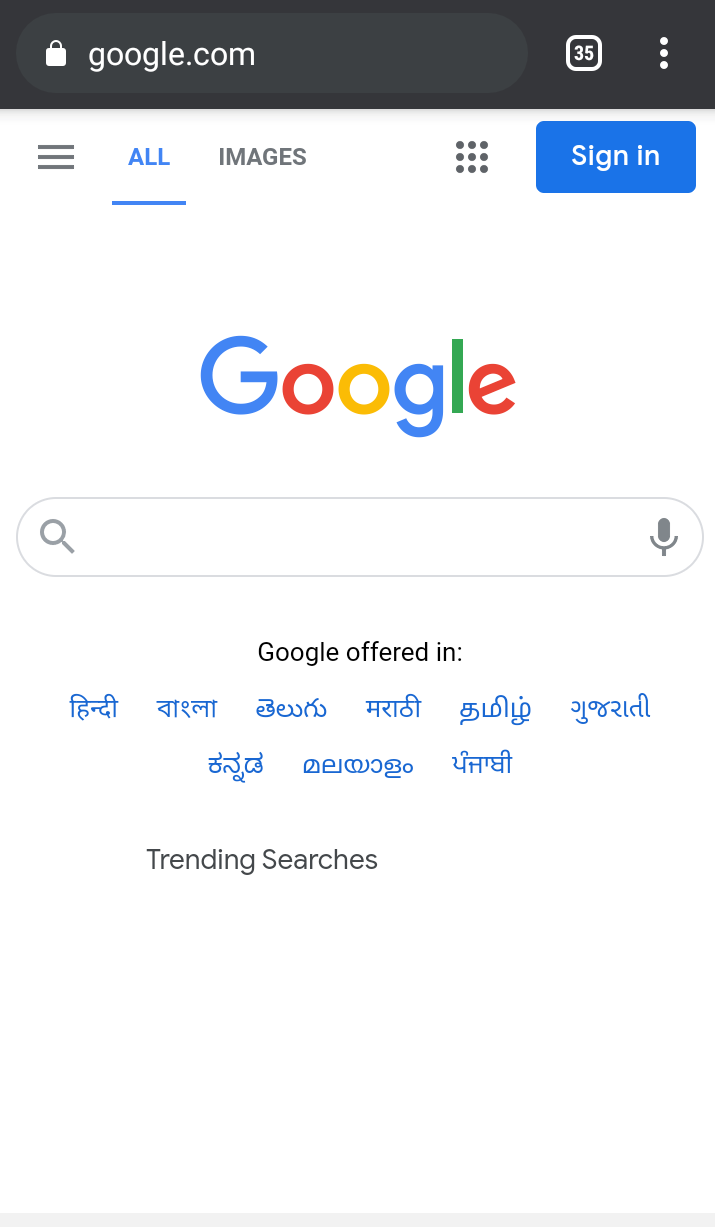 google.com 35
ALL IMAGES Sign in
Google
Google offered in:
हिन्दी বাংলা తెలుగు मराठी தமிழ் ગુજરાતી
ಕನ್ನಡ മലയാളം ਪੰਜਾਬੀ
Trending Searches